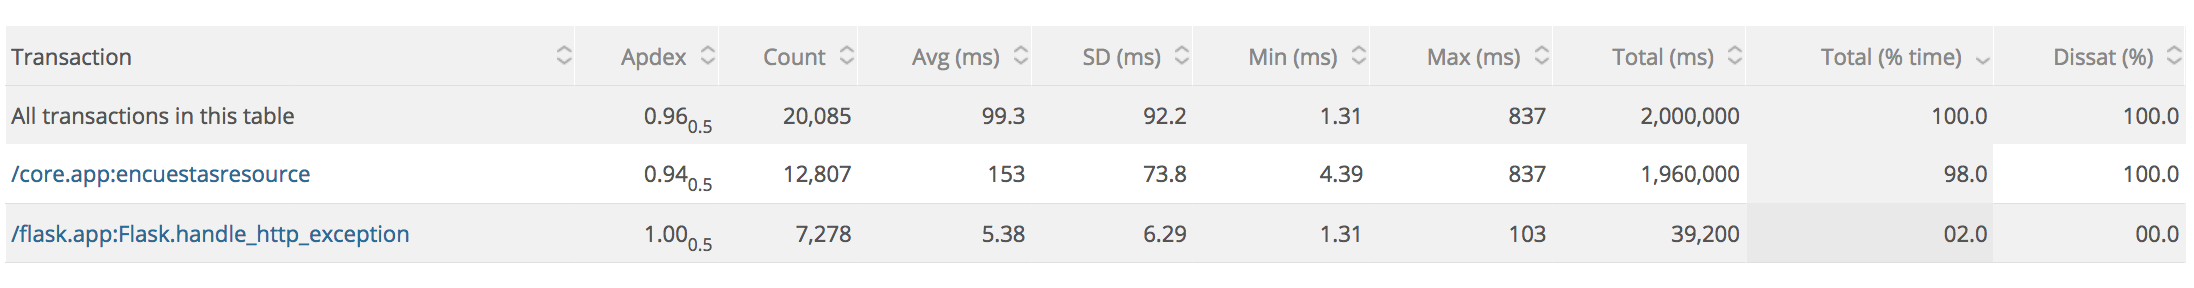 Transaction Apdex Count Avg (ms) SD (ms) Min (ms) Max (ms) Total (ms) Total (% time) Dissat (%)
All transactions in this table 0.96 0.5 20,085 99.3 92.2 1.31 837 2,000,000 100.0 100.0
/core.app:encuestasresource 0.94 0.5 12,807 153 73.8 4.39 837 1,960,000 98.0 100.0
/flask.app:Flask.handle_http_exception 1.00 0.5 7,278 5.38 6.29 1.31 103 39,200 02.0 00.0